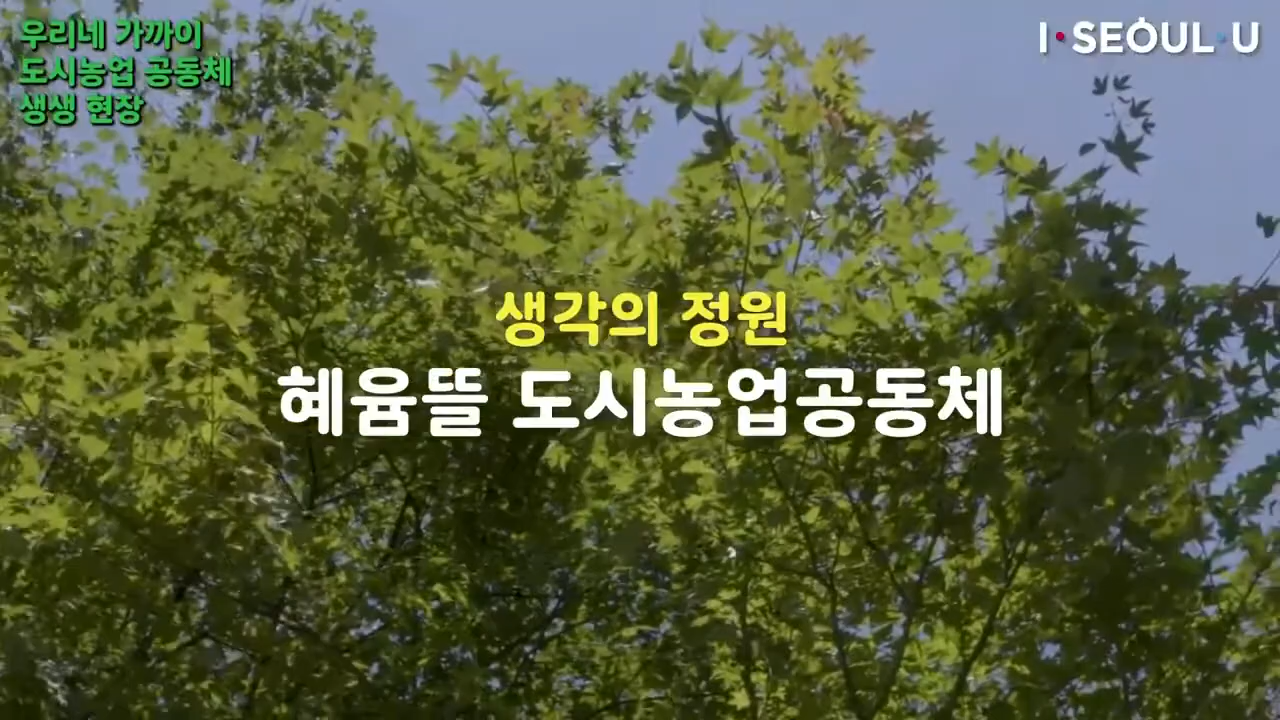 우리네 가까이
도시농업 공동체
생생 현장
I·SEOUL·U
생각의 정원
혜윰뜰 도시농업공동체